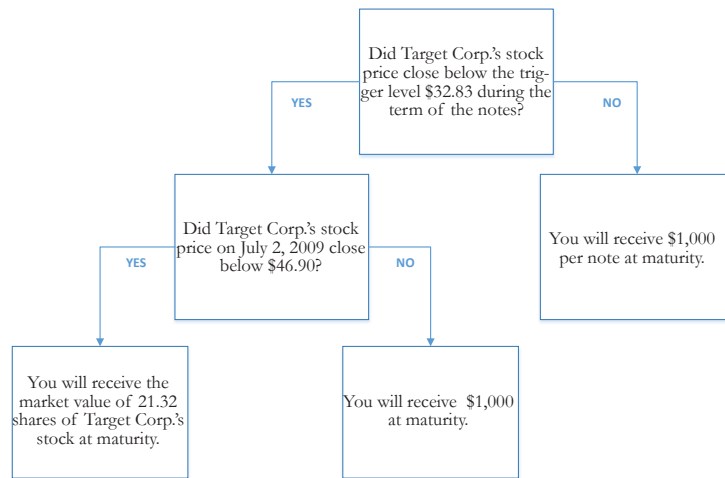 Did Target Corp.'s stock
price close below the trig-
ger level $32.83 during the
term of the notes?
YES
NO
Did Target Corp.'s stock
price on July 2, 2009 close
below $46.90?
You will receive $1,000
per note at maturity.
YES
NO
You will receive the
market value of 21.32
shares of Target Corp.'s
stock at maturity.
You will receive $1,000
at maturity.